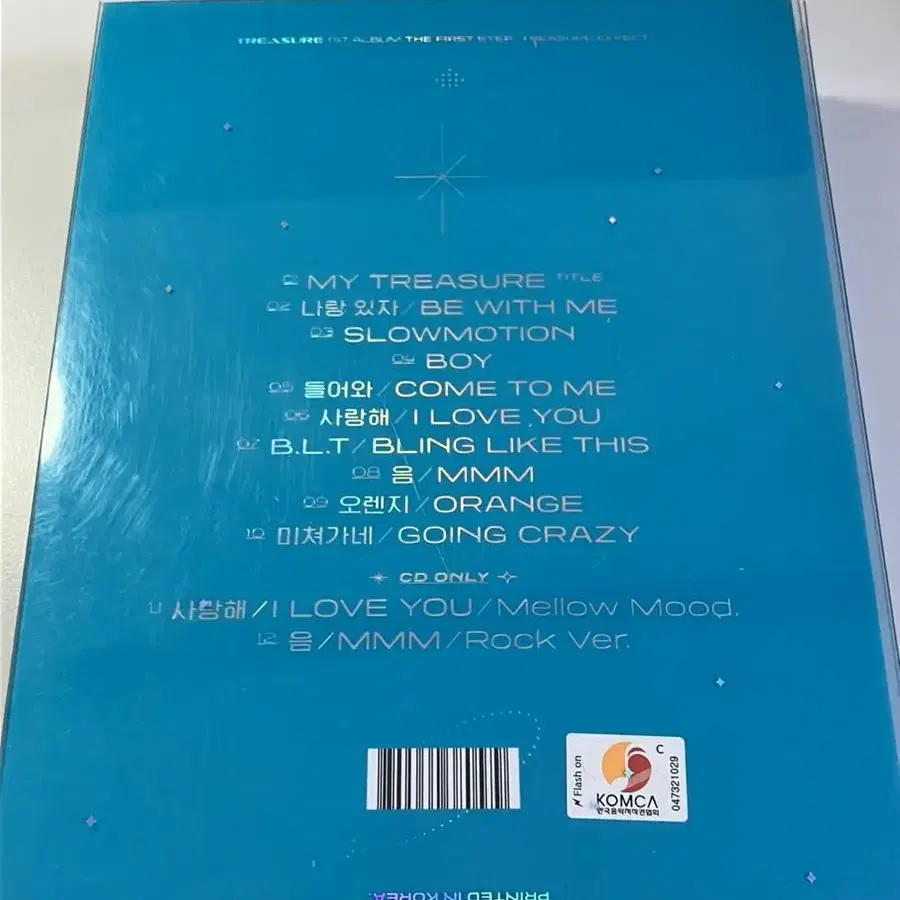 TREASURE 1ST ALBUM THE FIRST STEP : TREASURE EFFECT
01 MY TREASURE TITLE
02 나랑 있자/BE WITH ME
03 SLOWMOTION
04 BOY
05 들어와/COME TO ME
06 사랑해/I LOVE YOU
07 B.L.T/BLING LIKE THIS
08 음/MMM
09 오렌지/ORANGE
10 미쳐가네/GOING CRAZY
CD ONLY
11 사랑해/I LOVE YOU/Mellow Mood.
12 음/MMM/Rock Ver.
Flash on
KOMCA
한국음악저작권협회
C
047321029
PRINTED IN KOREA.